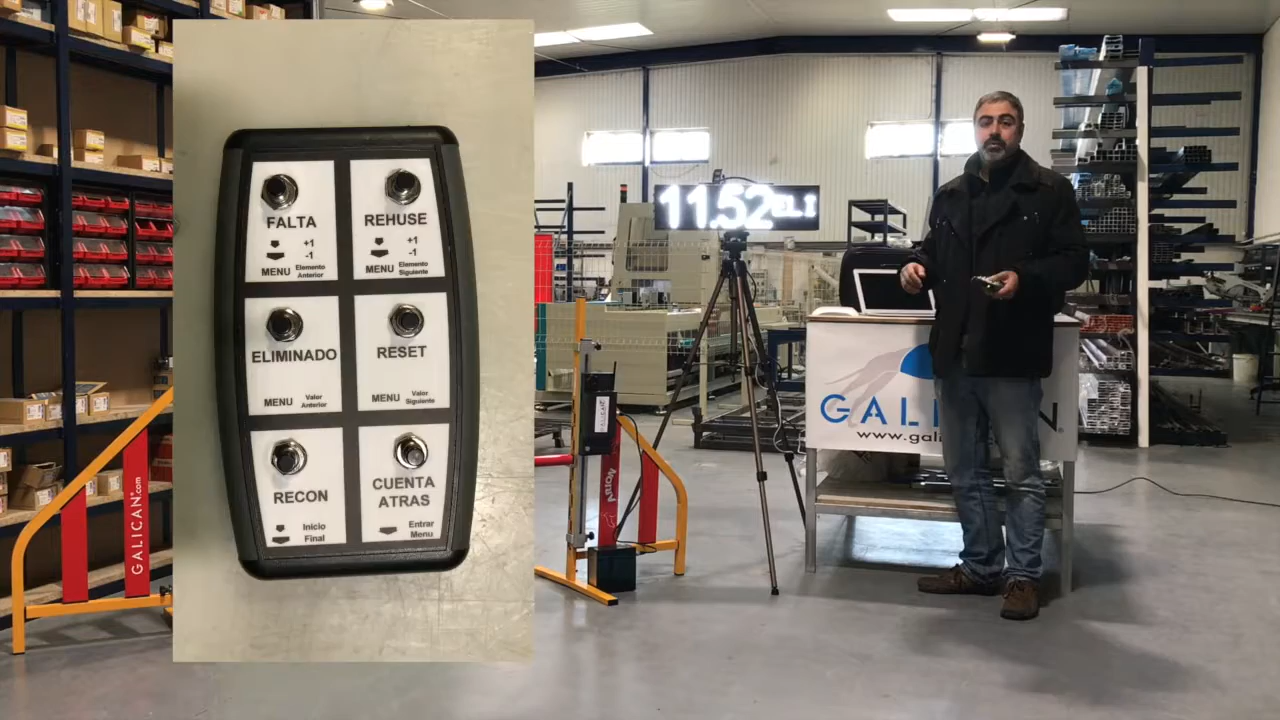 FALTA
+1
-1
MENU
Elemento
Anterior
REHUSE
+1
-1
MENU
Elemento
Siguiente
ELIMINADO
MENU
Valor
Anterior
RESET
MENU
Valor
Siguiente
RECON
Inicio
Final
CUENTA
ATRAS
Entrar
Menu
11.52 ELI
GALICAN.com
GALICAN
www.gali